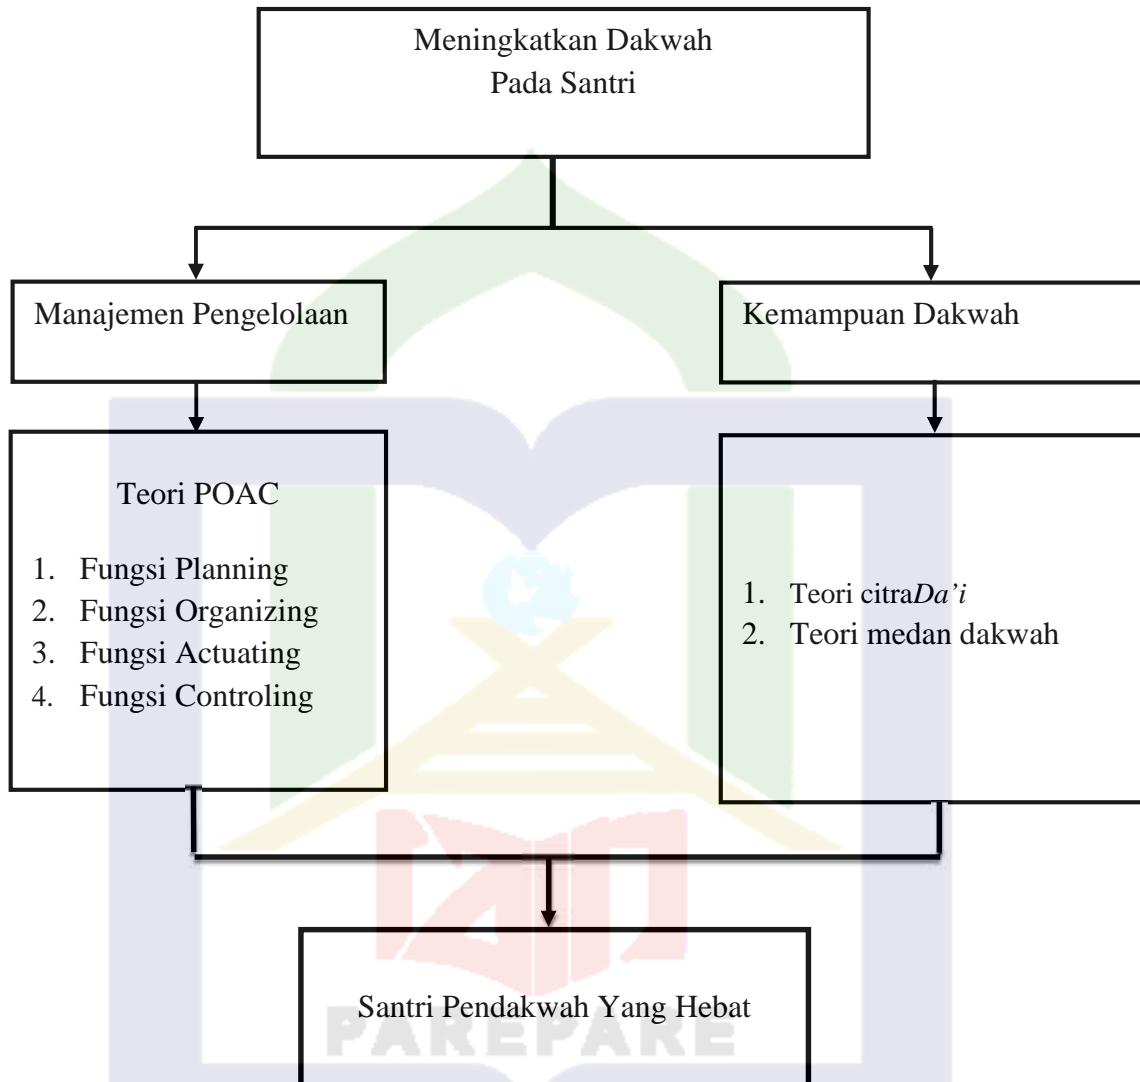 Meningkatkan Dakwah
Pada Santri
Manajemen Pengelolaan
Kemampuan Dakwah
Teori POAC
1. Fungsi Planning
2. Fungsi Organizing
3. Fungsi Actuating
4. Fungsi Controling
1. Teori citraDa’i
2. Teori medan dakwah
Santri Pendakwah Yang Hebat
PAREPARE